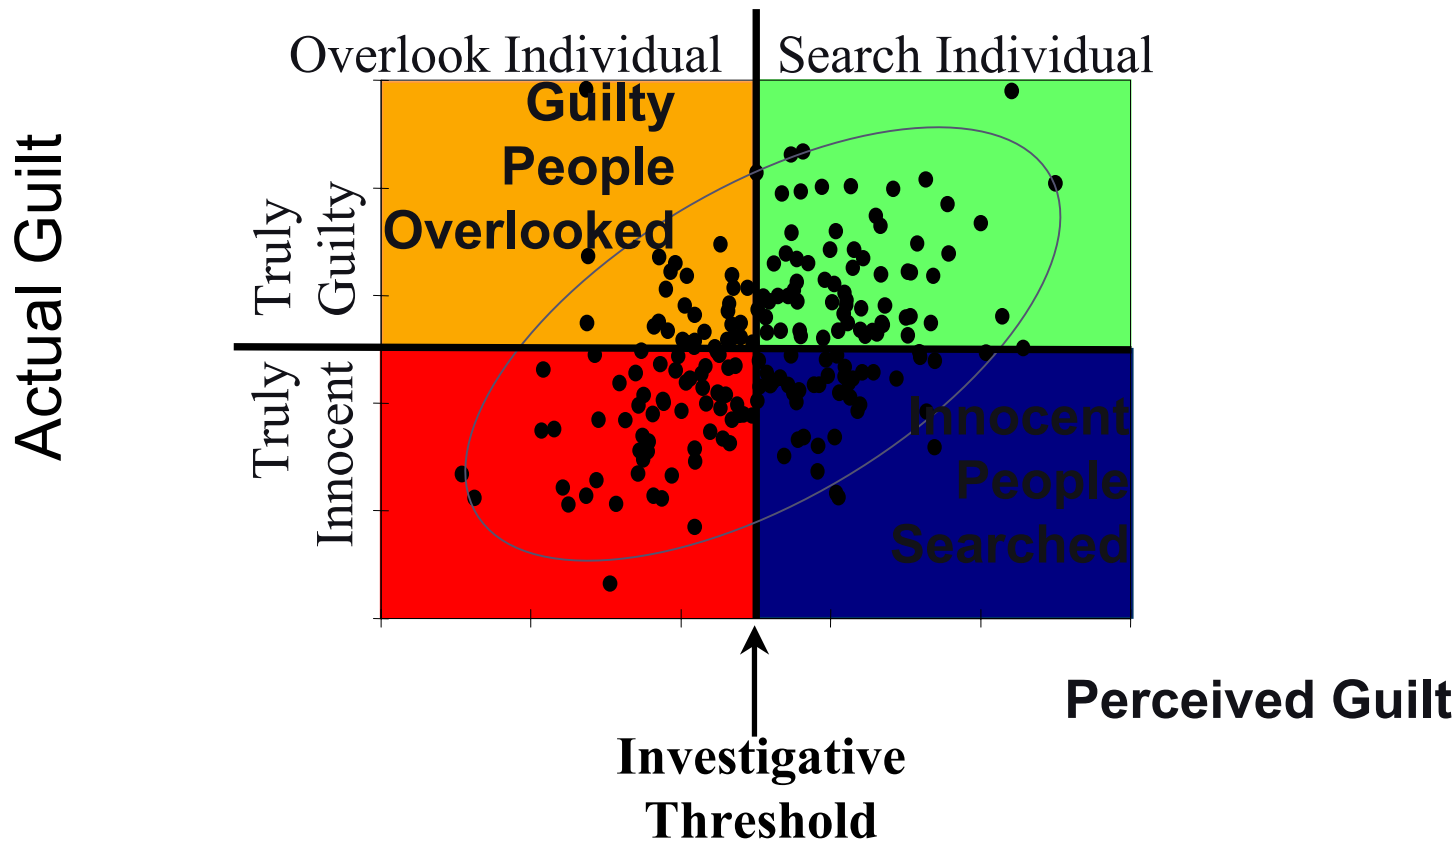 Overlook Individual
Search Individual
Guilty
People
Overlooked
Actual Guilt
Truly
Guilty
Truly
Innocent
Innocent
People
Searched
Perceived Guilt
Investigative
Threshold